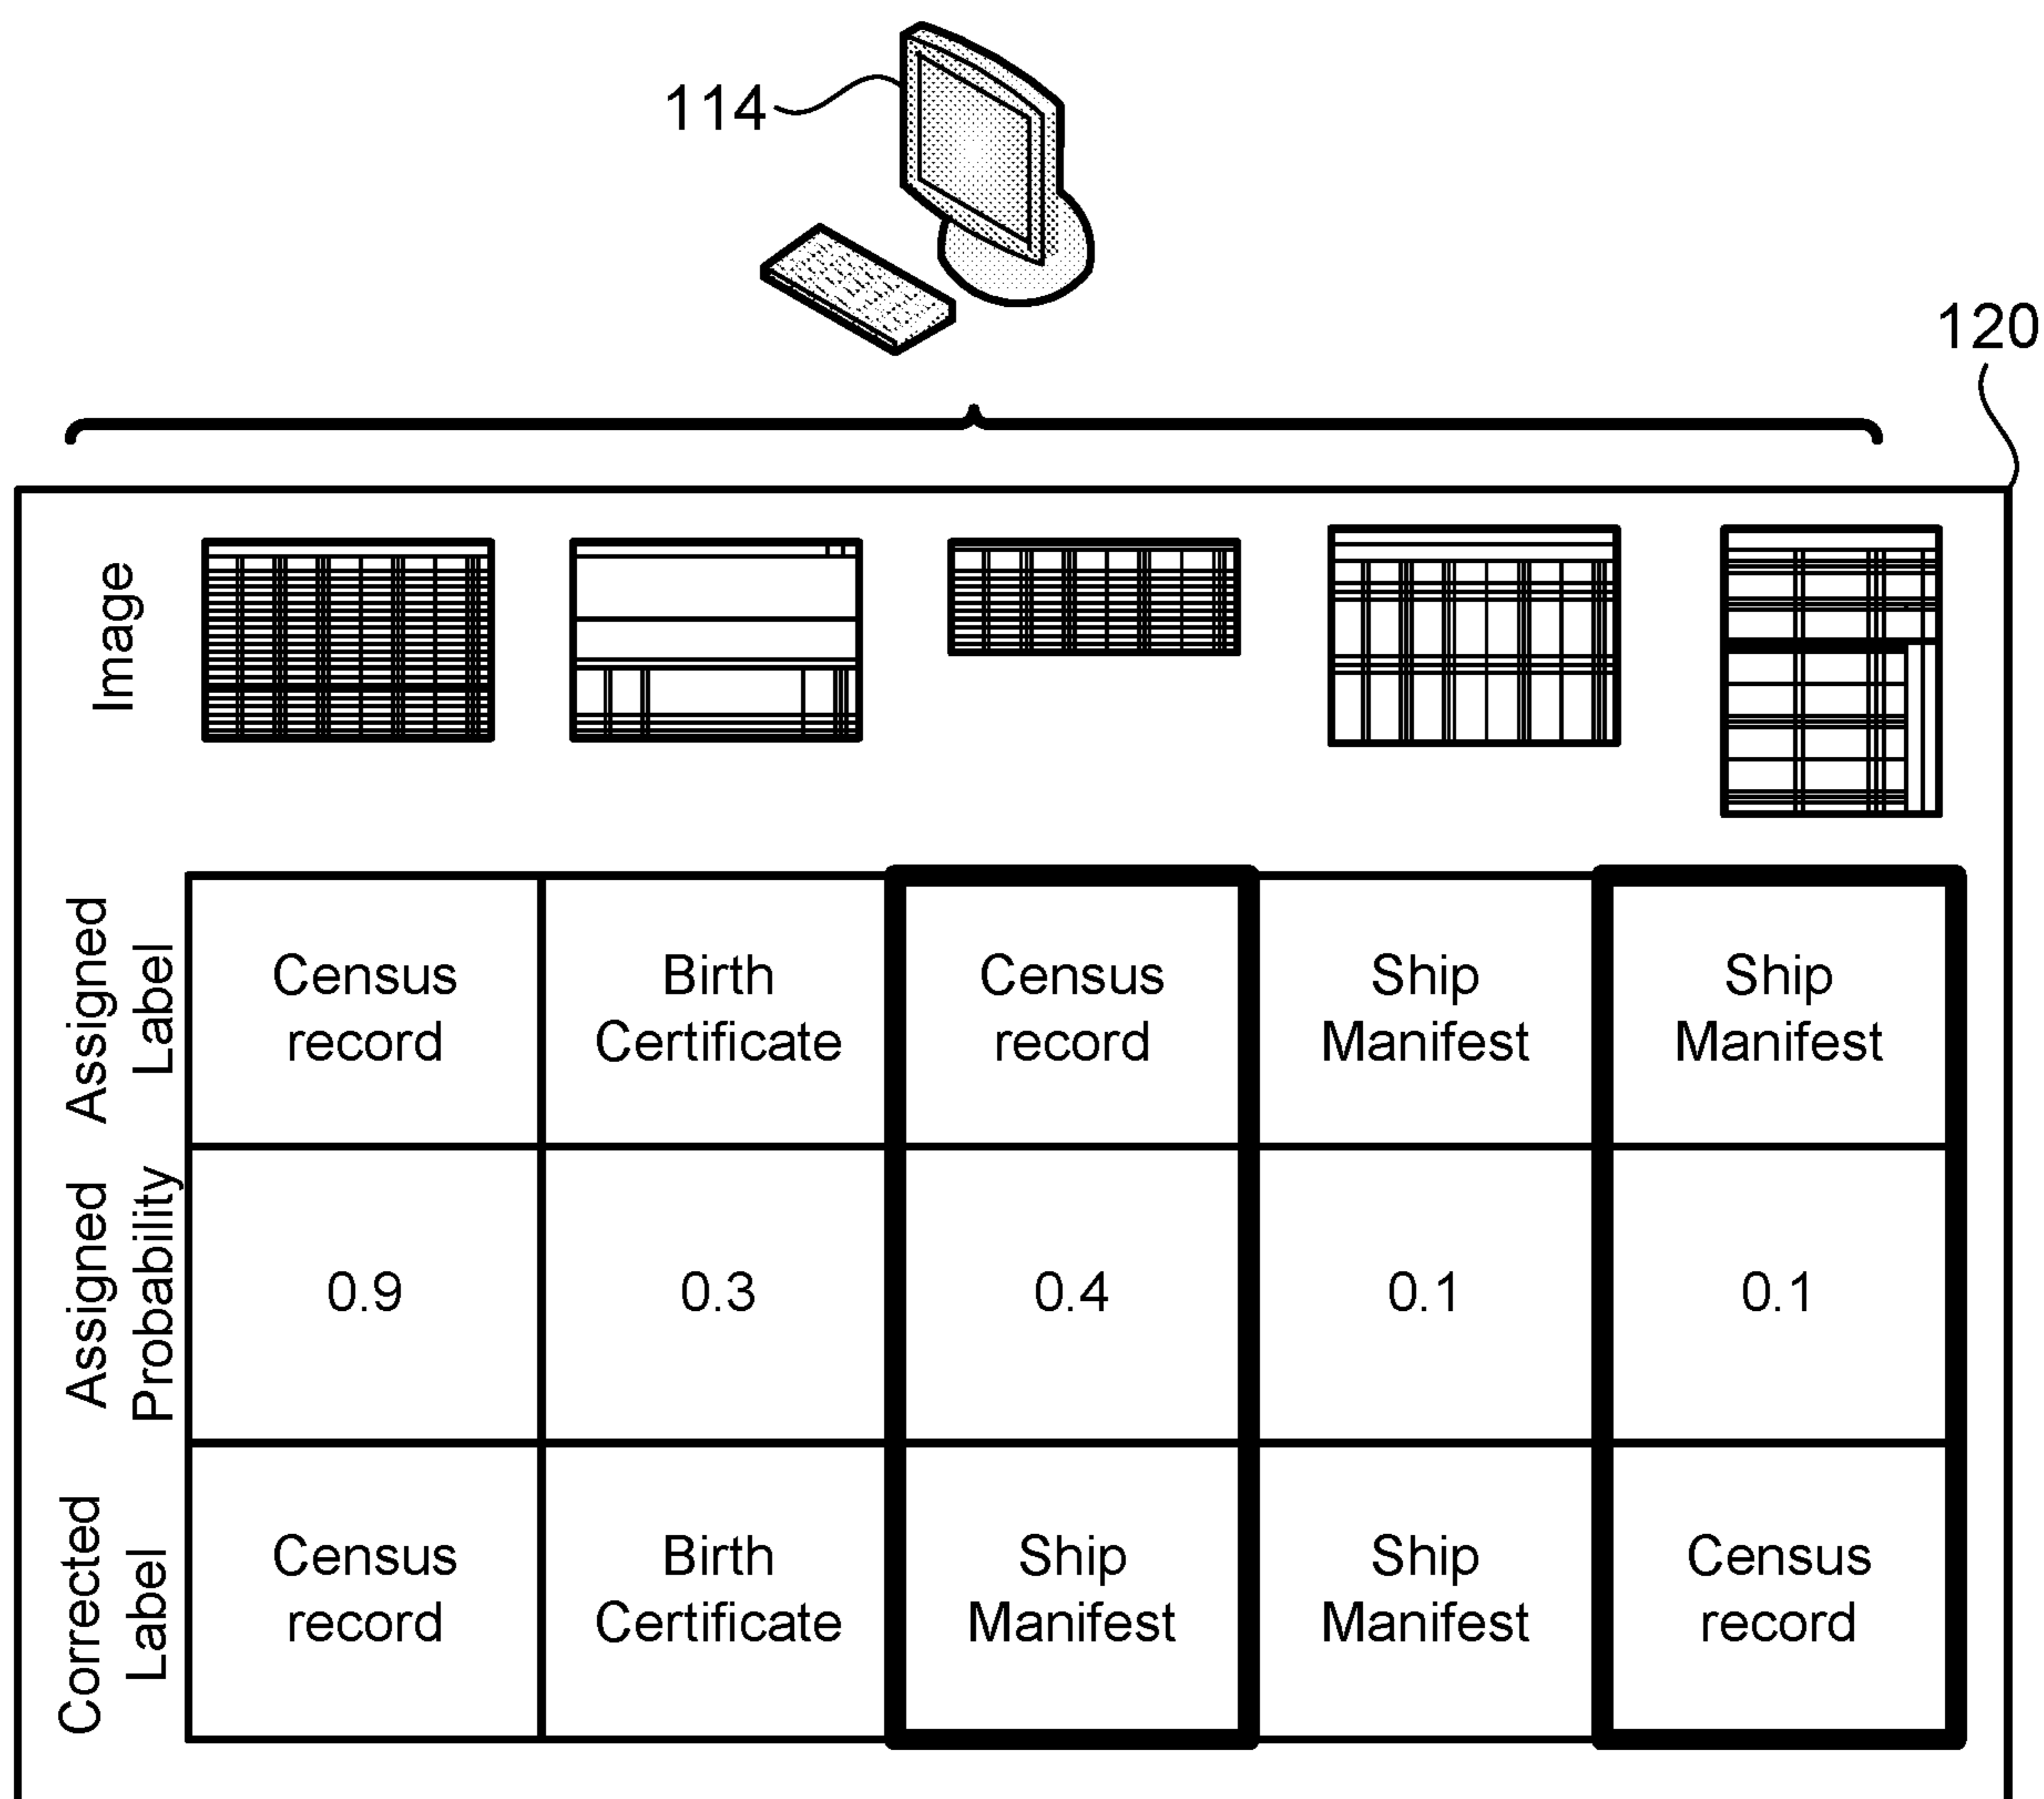 114
120
Image
Assigned
Label
Census
record
Birth
Certificate
Census
record
Ship
Manifest
Ship
Manifest
Assigned
Probability
0.9
0.3
0.4
0.1
0.1
Corrected
Label
Census
record
Birth
Certificate
Ship
Manifest
Ship
Manifest
Census
record